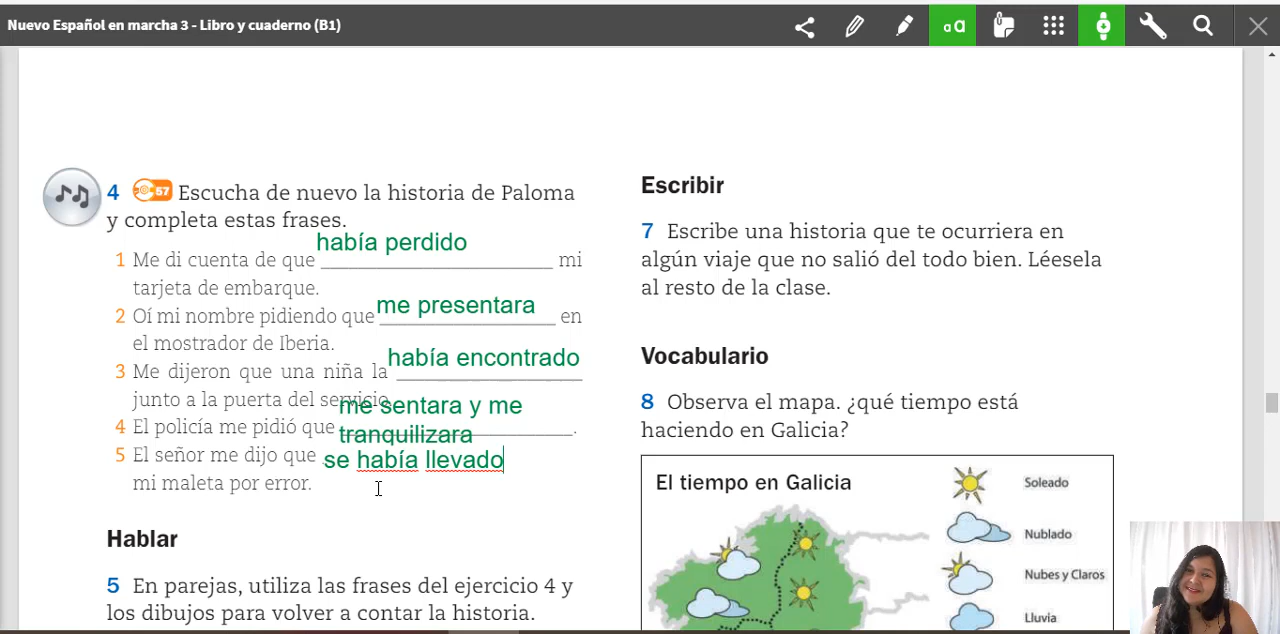 Nuevo Español en marcha 3 - Libro y cuaderno (B1)
aa
4 57 Escucha de nuevo la historia de Paloma
y completa estas frases.
había perdido
1 Me di cuenta de que ____________ mi
tarjeta de embarque.
me presentara
2 Oí mi nombre pidiendo que ____________ en
el mostrador de Iberia.
había encontrado
3 Me dijeron que una niña la ____________
junto a la puerta del servicio.
me sentara y me
4 El policía me pidió que ____________.
tranquilizara
5 El señor me dijo que
se había llevado
mi maleta por error.
Hablar
5 En parejas, utiliza las frases del ejercicio 4 y
los dibujos para volver a contar la historia.
Escribir
7 Escribe una historia que te ocurriera en
algún viaje que no salió del todo bien. Léesela
al resto de la clase.
Vocabulario
8 Observa el mapa. ¿qué tiempo está
haciendo en Galicia?
El tiempo en Galicia
Soleado
Nublado
Nubes y Claros
Lluvia